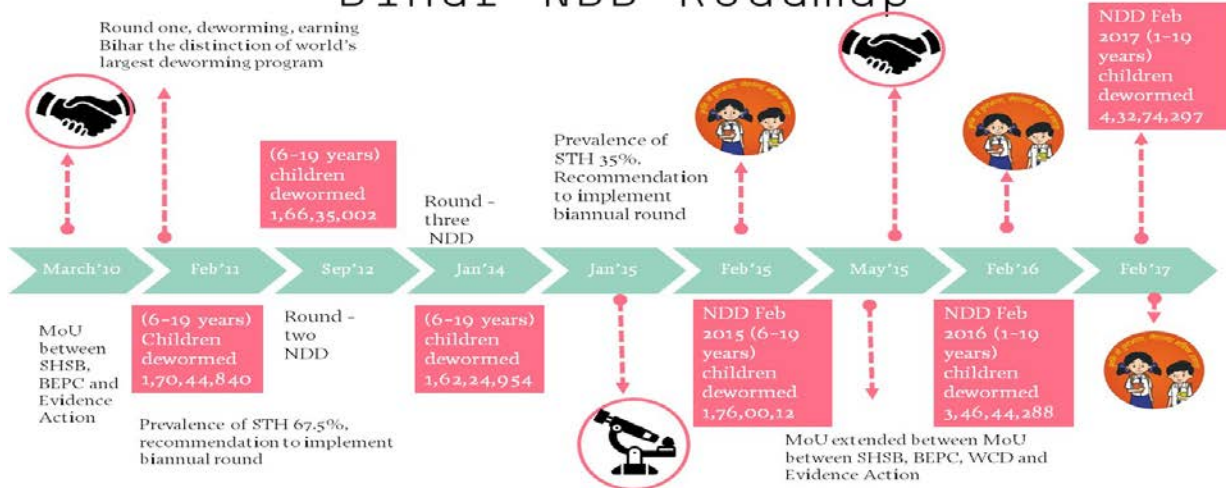 Bihar NDD Roadmap
Round one, deworming, earning
Bihar the distinction of world's
largest deworming program
(6-19 years)
children
dewormed
1,66,35,002
Round -
three
NDD
Prevalence of
STH 35%.
Recommendation
to implement
biannual round
NDD Feb
2017 (1-19
years)
children
dewormed
4,32,74,297
March'10
Feb'11
Sep'12
Jan'14
Jan'15
Feb'15
May'15
Feb'16
Feb'17
MoU
between
SHSB,
BEPC and
Evidence
Action
(6-19 years)
Children
dewormed
1,70,44,840
Prevalence of STH 67.5%,
recommendation to implement
biannual round
Round -
two
NDD
(6-19 years)
children
dewormed
1,62,24,954
NDD Feb
2015 (6-19
years)
children
dewormed
1,76,00,12
MoU extended between MoU
between SHSB, BEPC, WCD and
Evidence Action
NDD Feb
2016 (1-19
years)
children
dewormed
3,46,44,288